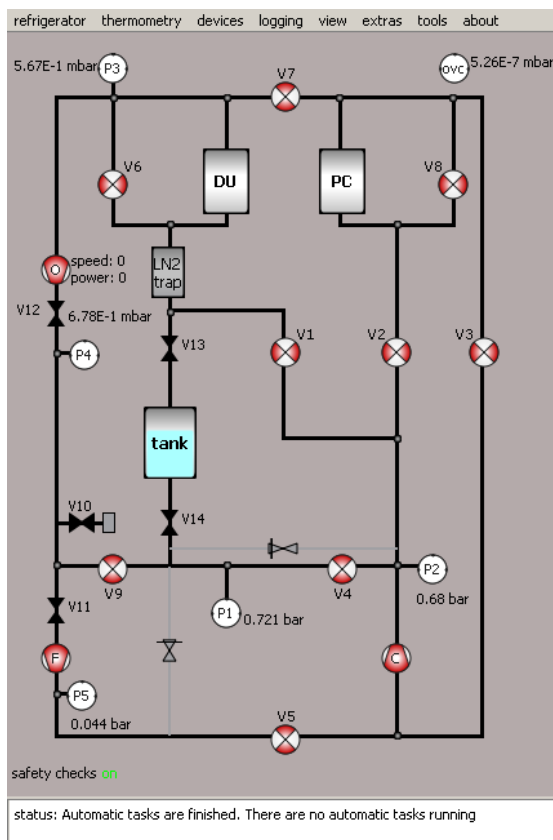 refrigerator thermometry devices logging view extras tools about
5.67E-1 mbar P3 ovc 5.26E-7 mbar
V7
V6 DU PC V8
speed: 0
O LN2
power: 0 trap
V12 6.78E-1 mbar
P4 V13 V1 V2 V3
tank
V10
V14
V9 V4 P2
V11 P1 0.721 bar 0.68 bar
F C
P5
0.044 bar V5
safety checks on
status: Automatic tasks are finished. There are no automatic tasks running